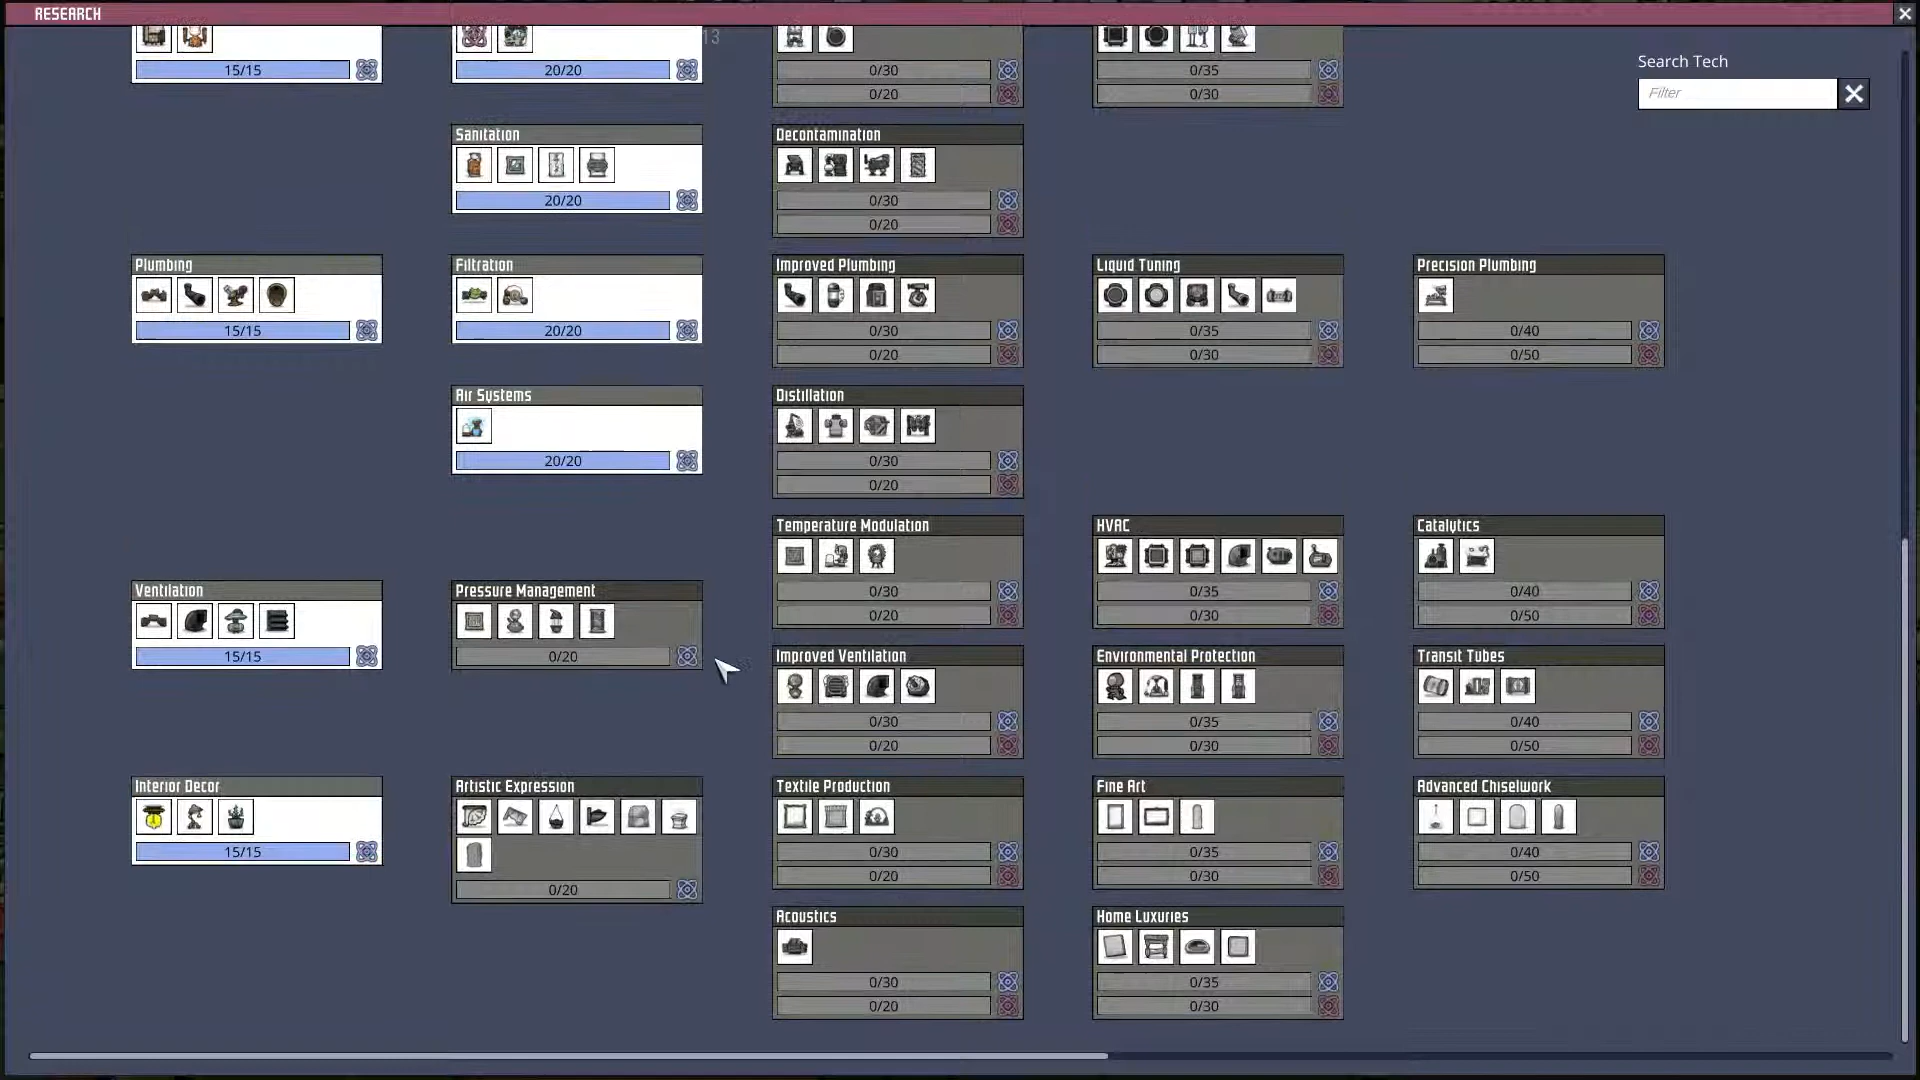 RESEARCH
13
Search Tech
Filter
15/15
20/20
0/30
0/20
0/35
0/30
Sanitation
20/20
Decontamination
0/30
0/20
Plumbing
15/15
Filtration
20/20
Improved Plumbing
0/30
0/20
Liquid Tuning
0/35
0/30
Precision Plumbing
0/40
0/50
Air Systems
20/20
Distillation
0/30
0/20
Temperature Modulation
0/30
0/20
HVAC
0/35
0/30
Catalytics
0/40
0/50
Ventilation
15/15
Pressure Management
0/20
Improved Ventilation
0/30
0/20
Environmental Protection
0/35
0/30
Transit Tubes
0/40
0/50
Interior Decor
15/15
Artistic Expression
0/20
Textile Production
0/30
0/20
Fine Art
0/35
0/30
Advanced Chiselwork
0/40
0/50
Acoustics
0/30
0/20
Home Luxuries
0/35
0/30